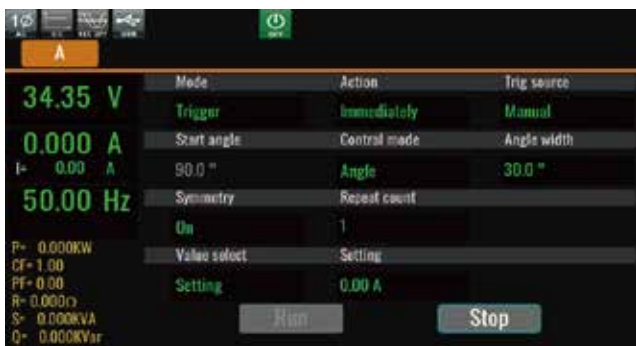 1Ø
OFF
A
34.35 V
0.000 A
I= 0.00 A
50.00 Hz
P= 0.000KW
CF= 1.00
PF= 0.00
R= 0.000Ω
S= 0.000KVA
Q= 0.000KVar
Mode Action Trig source
Trigger Immediately Manual
Start angle Control mode Angle width
90.0 ° Angle 30.0 °
Symmetry Repeat count
On 1
Value select Setting
Setting 0.00 A
Run Stop